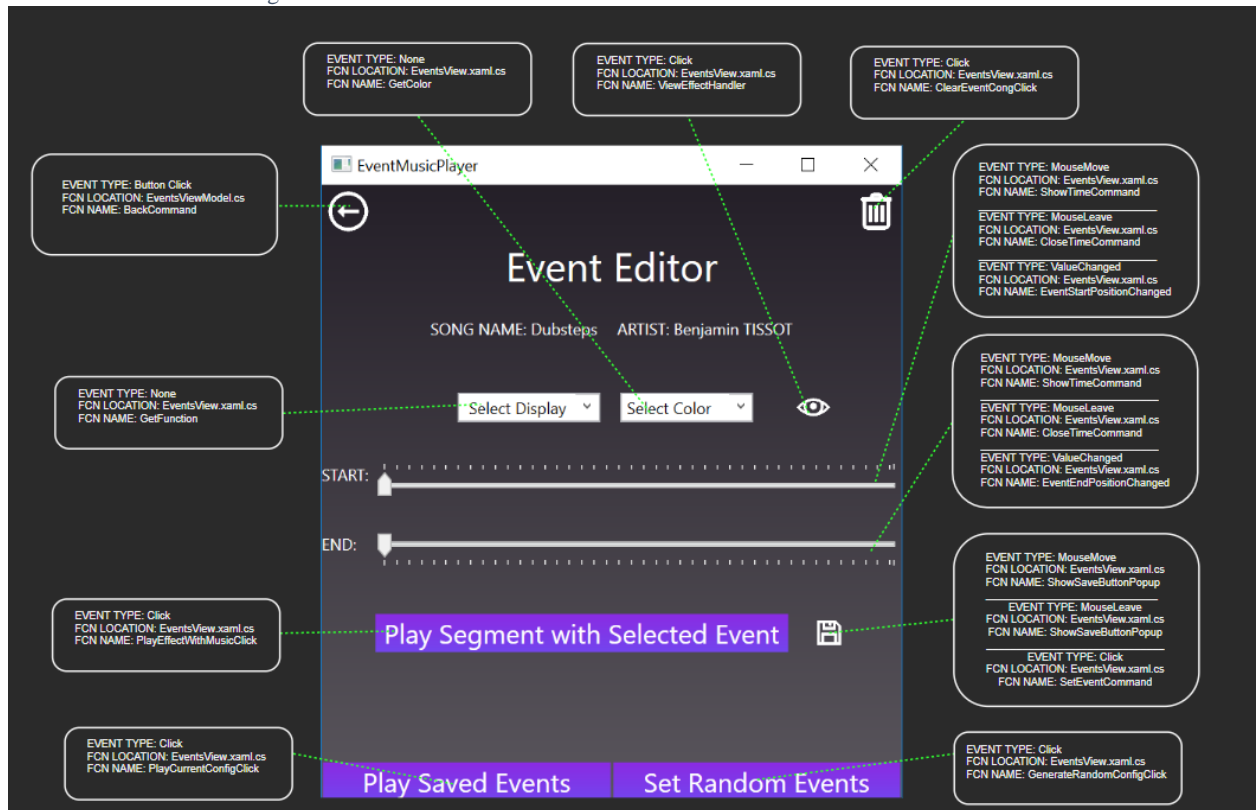 EVENT TYPE: None
FCN LOCATION: EventsView.xaml.cs
FCN NAME: GetColor
EVENT TYPE: Click
FCN LOCATION: EventsView.xaml.cs
FCN NAME: ViewEffectHandler
EVENT TYPE: Click
FCN LOCATION: EventsView.xaml.cs
FCN NAME: ClearEventCongClick
EVENT TYPE: Button Click
FCN LOCATION: EventsViewModel.cs
FCN NAME: BackCommand
EventMusicPlayer
Event Editor
SONG NAME: Dubsteps ARTIST: Benjamin TISSOT
EVENT TYPE: MouseMove
FCN LOCATION: EventsView.xaml.cs
FCN NAME: ShowTimeCommand
EVENT TYPE: MouseLeave
FCN LOCATION: EventsView.xaml.cs
FCN NAME: CloseTimeCommand
EVENT TYPE: ValueChanged
FCN LOCATION: EventsView.xaml.cs
FCN NAME: EventStartPositionChanged
EVENT TYPE: None
FCN LOCATION: EventsView.xaml.cs
FCN NAME: GetFunction
Select Display
Select Color
START:
END:
EVENT TYPE: MouseMove
FCN LOCATION: EventsView.xaml.cs
FCN NAME: ShowTimeCommand
EVENT TYPE: MouseLeave
FCN LOCATION: EventsView.xaml.cs
FCN NAME: CloseTimeCommand
EVENT TYPE: ValueChanged
FCN LOCATION: EventsView.xaml.cs
FCN NAME: EventEndPositionChanged
EVENT TYPE: Click
FCN LOCATION: EventsView.xaml.cs
FCN NAME: PlayEffectWithMusicClick
Play Segment with Selected Event
EVENT TYPE: MouseMove
FCN LOCATION: EventsView.xaml.cs
FCN NAME: ShowSaveButtonPopup
EVENT TYPE: MouseLeave
FCN LOCATION: EventsView.xaml.cs
FCN NAME: ShowSaveButtonPopup
EVENT TYPE: Click
FCN LOCATION: EventsView.xaml.cs
FCN NAME: SetEventCommand
EVENT TYPE: Click
FCN LOCATION: EventsView.xaml.cs
FCN NAME: PlayCurrentConfigClick
Play Saved Events
Set Random Events
EVENT TYPE: Click
FCN LOCATION: EventsView.xaml.cs
FCN NAME: GenerateRandomConfigClick